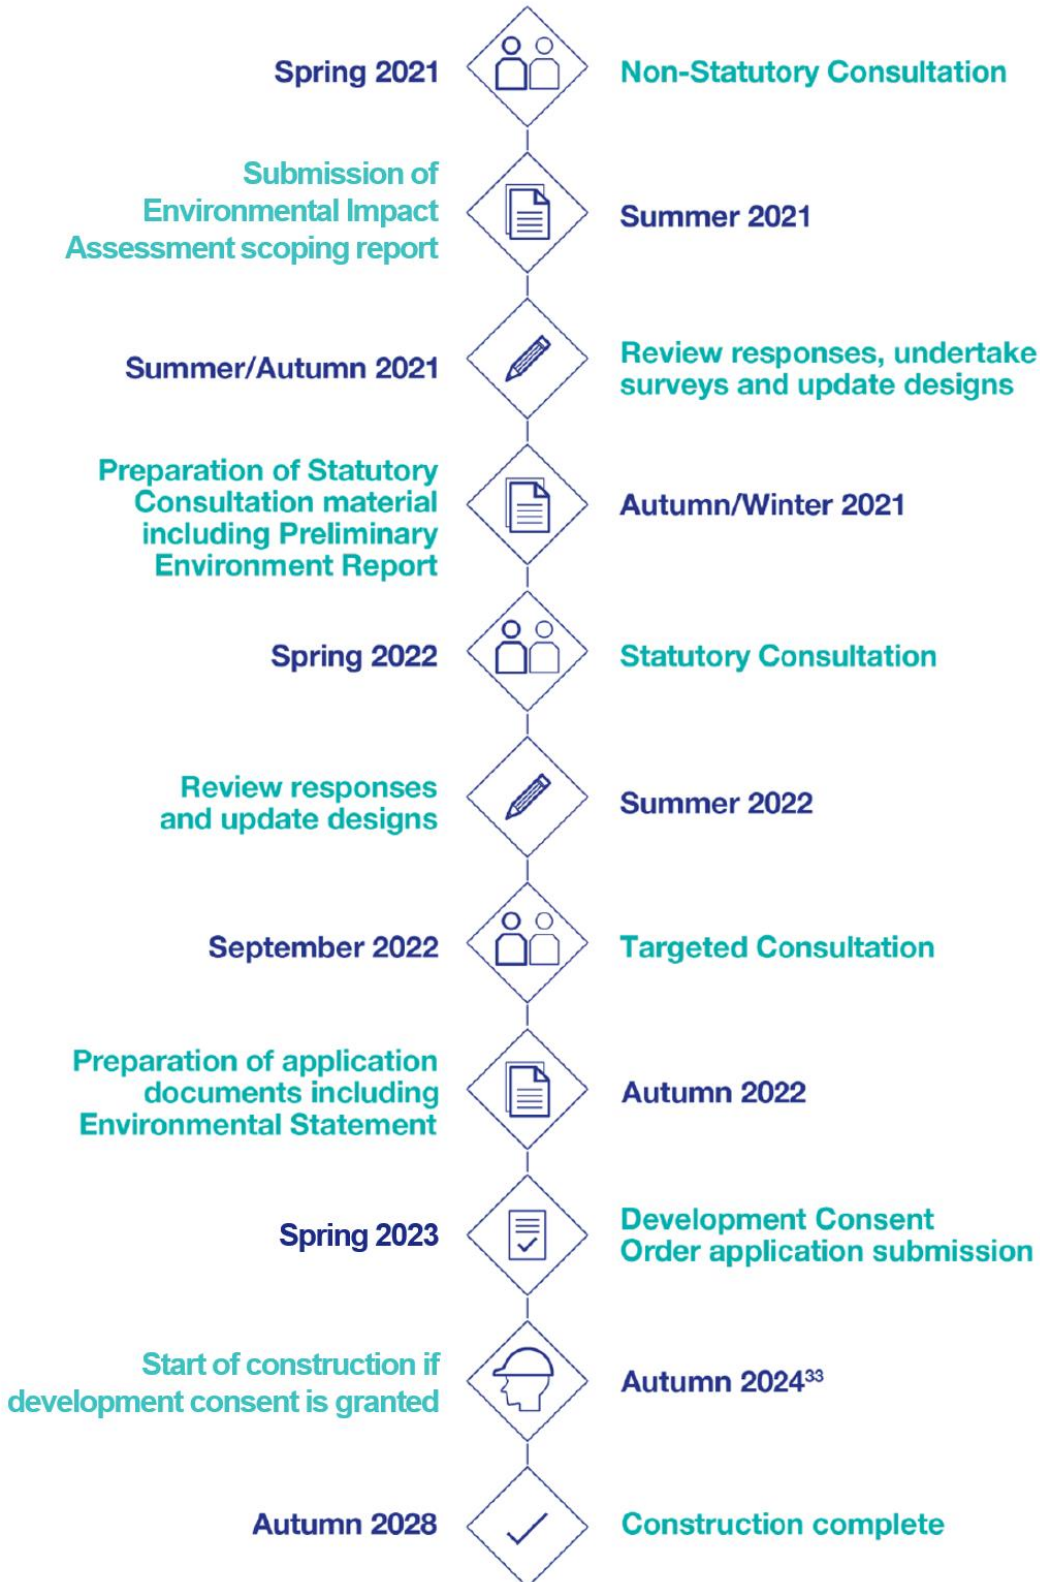 Spring 2021
Non-Statutory Consultation
Submission of
Environmental Impact
Assessment scoping report
Summer 2021
Summer/Autumn 2021
Review responses, undertake
surveys and update designs
Preparation of Statutory
Consultation material
including Preliminary
Environment Report
Autumn/Winter 2021
Spring 2022
Statutory Consultation
Review responses
and update designs
Summer 2022
September 2022
Targeted Consultation
Preparation of application
documents including
Environmental Statement
Autumn 2022
Spring 2023
Development Consent
Order application submission
Start of construction if
development consent is granted
Autumn 2024³³
Autumn 2028
Construction complete